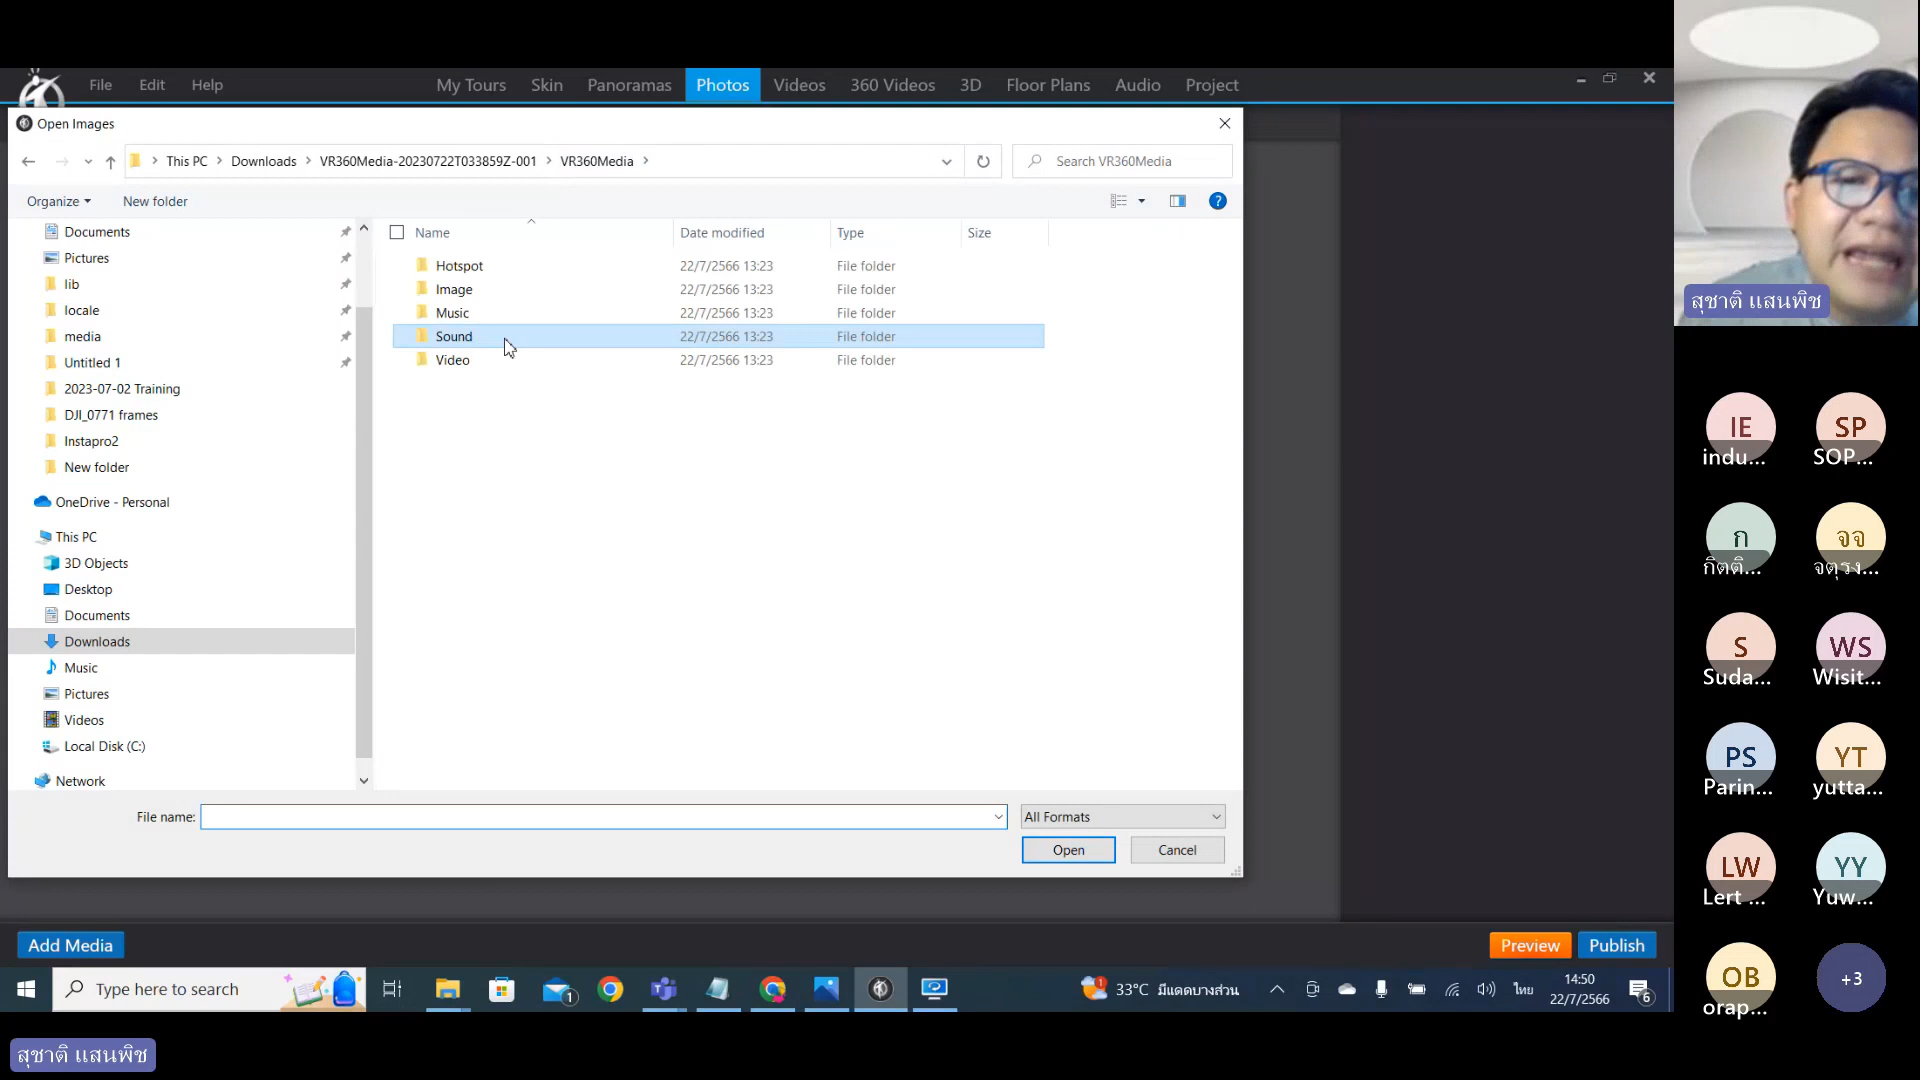 File Edit Help My Tours Skin Panoramas Photos Videos 360 Videos 3D Floor Plans Audio Project
Open Images
This PC Downloads VR360Media-20230722T033859Z-001 VR360Media Search VR360Media
Organize New folder
Documents
Pictures
lib
locale
media
Untitled 1
2023-07-02 Training
DJI_0771 frames
Instapro2
New folder
OneDrive - Personal
This PC
3D Objects
Desktop
Documents
Downloads
Music
Pictures
Videos
Local Disk (C:)
Network
Name Date modified Type Size
Hotspot 22/7/2566 13:23 File folder
Image 22/7/2566 13:23 File folder
Music 22/7/2566 13:23 File folder
Sound 22/7/2566 13:23 File folder
Video 22/7/2566 13:23 File folder
File name: All Formats
Open Cancel
Add Media Preview Publish
Type here to search 1 1 33°C มีแดดบางส่วน ไทย 14:50
22/7/2566 6
สุชาติ แสนพิช
สุชาติ แสนพิช
IE SP
indu... SOP...
ก จจ
กิตติ... จตุรง...
S WS
Suda... Wisit...
PS YT
Parin... yutta...
LW YY
Lert ... Yuw...
OB +3
orap...